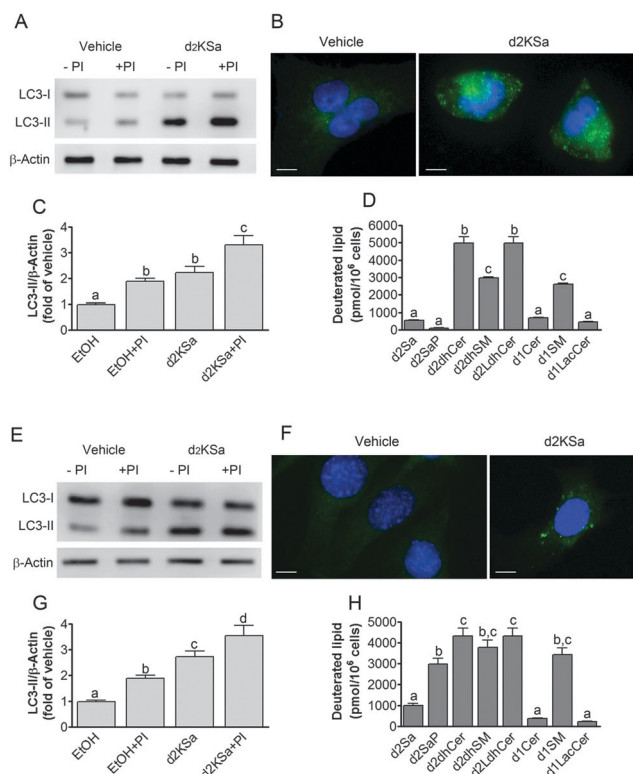 A
Vehicle d2KSa
- PI +PI - PI +PI
LC3-I
LC3-II
β-Actin
B
Vehicle
d2KSa
C
LC3-II/β-Actin
(fold of vehicle)
4
3
2
1
0
a
b
b
c
EtOH
EtOH+PI
d2KSa
d2KSa+PI
D
Deuterated lipid
(pmol/10⁶ cells)
6000
5000
4000
3000
2000
1000
0
a
a
b
c
b
a
c
a
d2Sa
d2SaP
d2dhCer
d2dhSM
d2LdhCer
d1Cer
d1SM
d1LacCer
E
Vehicle d2KSa
- PI +PI - PI +PI
LC3-I
LC3-II
β-Actin
F
Vehicle
d2KSa
G
LC3-II/β-Actin
(fold of vehicle)
4
3
2
1
0
a
b
c
d
EtOH
EtOH+PI
d2KSa
d2KSa+PI
H
Deuterated lipid
(pmol/10⁶ cells)
6000
5000
4000
3000
2000
1000
0
a
b
c
b,c
c
a
b,c
a
d2Sa
d2SaP
d2dhCer
d2dhSM
d2LdhCer
d1Cer
d1SM
d1LacCer